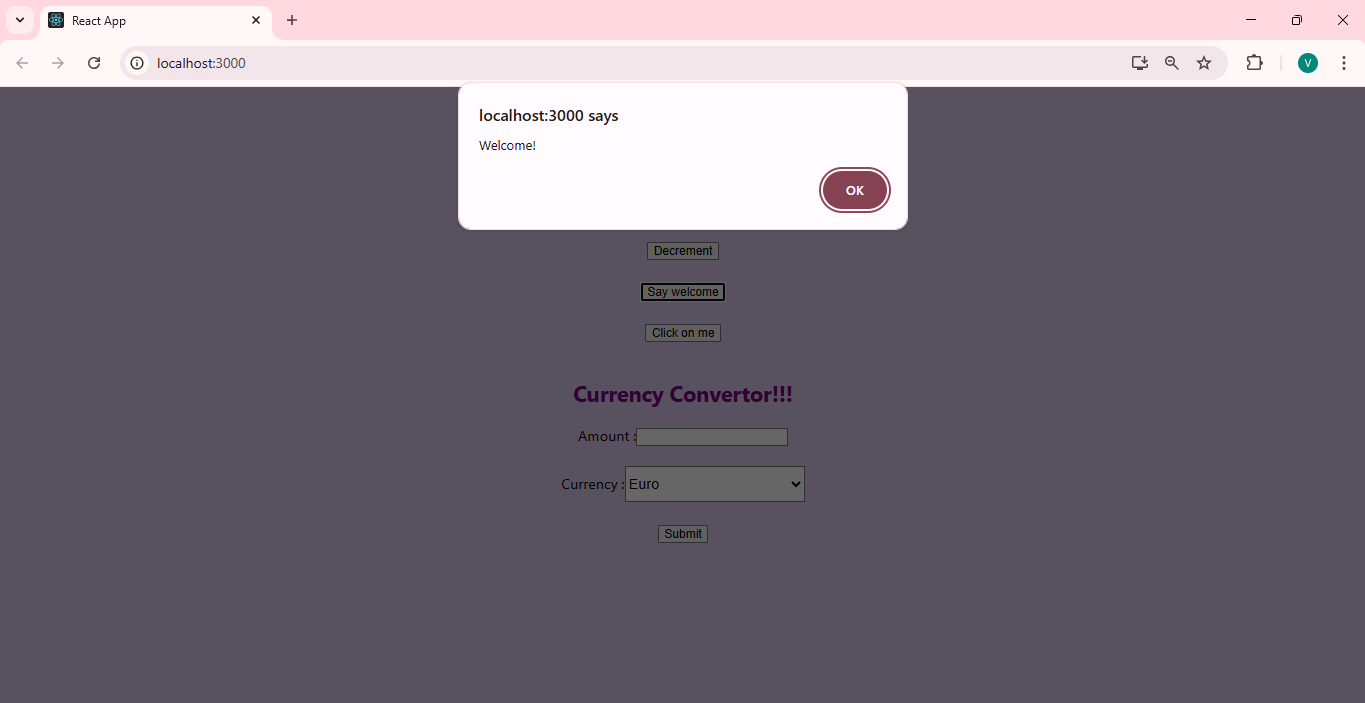 React App
localhost:3000
V
localhost:3000 says
Welcome!
OK
Decrement
Say welcome
Click on me
Currency Convertor!!!
Amount :
Currency : Euro
Submit